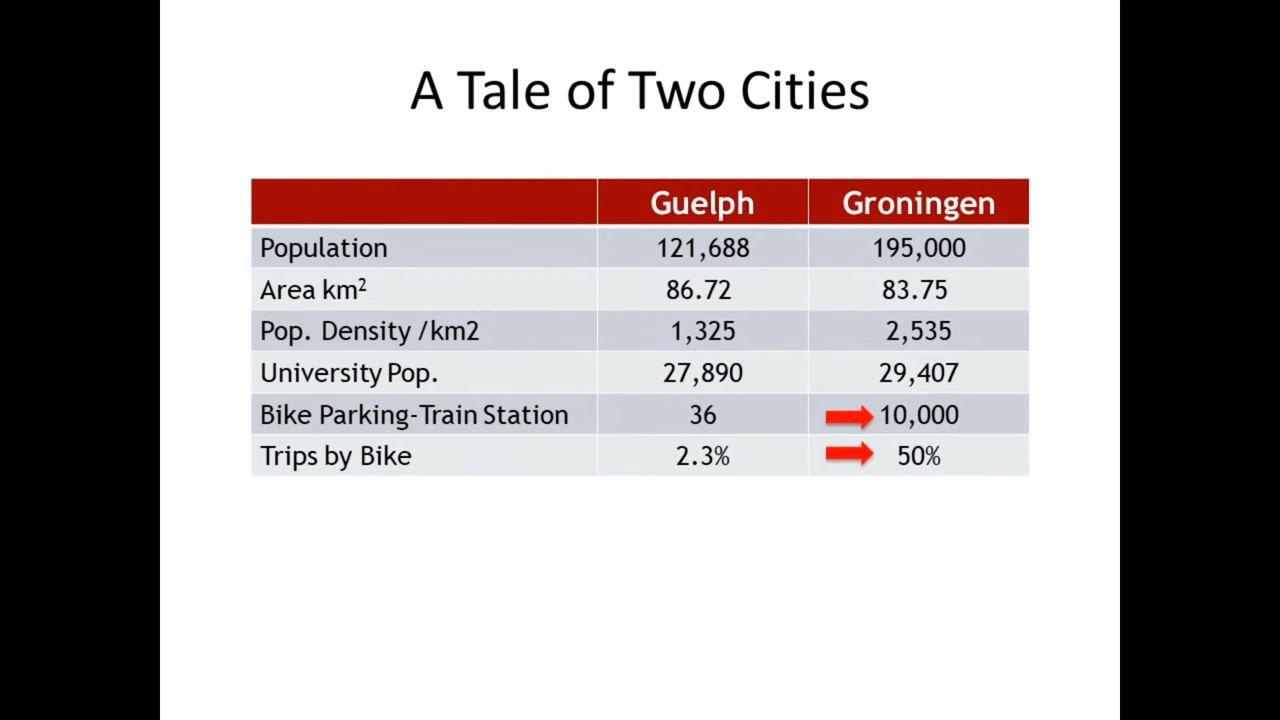 A Tale of Two Cities
Guelph Groningen
Population 121,688 195,000
Area km² 86.72 83.75
Pop. Density /km2 1,325 2,535
University Pop. 27,890 29,407
Bike Parking-Train Station 36 10,000
Trips by Bike 2.3% 50%